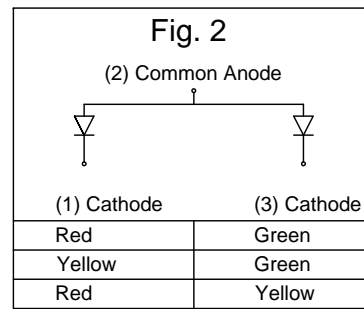 Fig. 2
(2) Common Anode
(1) Cathode (3) Cathode
Red Green
Yellow Green
Red Yellow